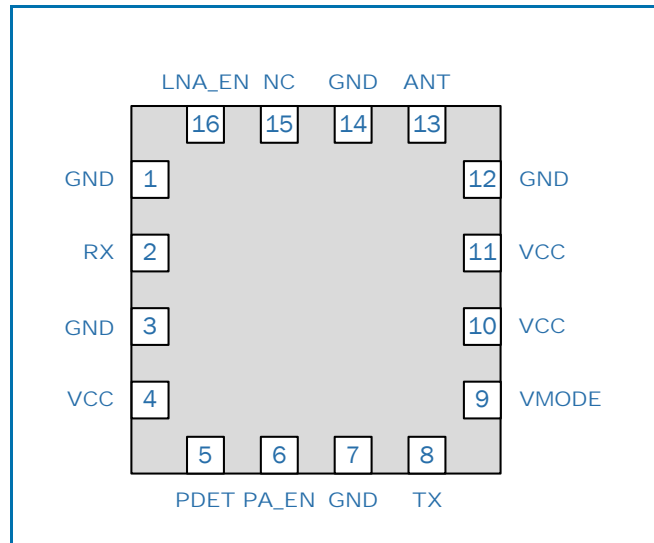 LNA_EN NC GND ANT
16 15 14 13
GND 1 12 GND
RX 2 11 VCC
GND 3 10 VCC
VCC 4 9 VMODE
5 6 7 8
PDET PA_EN GND TX